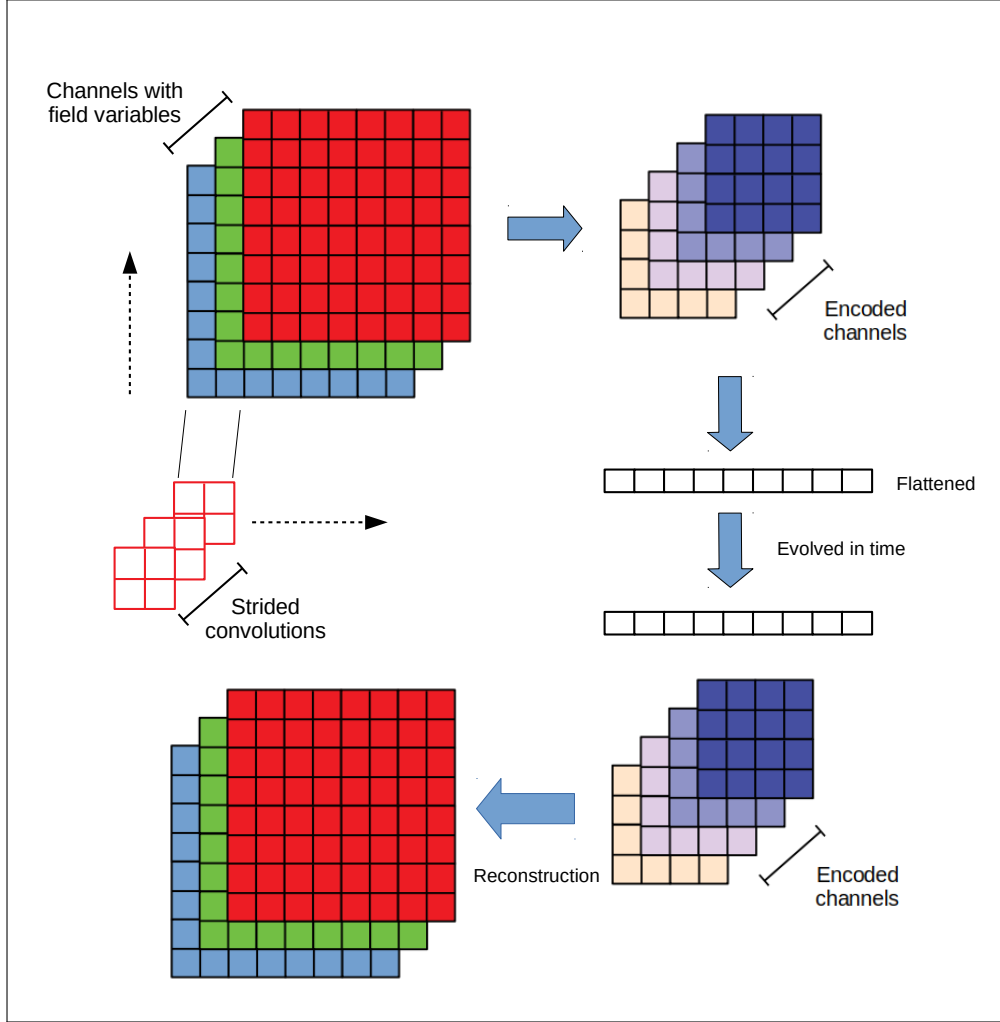 Channels with
field variables
Encoded
channels
Flattened
Evolved in time
Strided
convolutions
Reconstruction
Encoded
channels